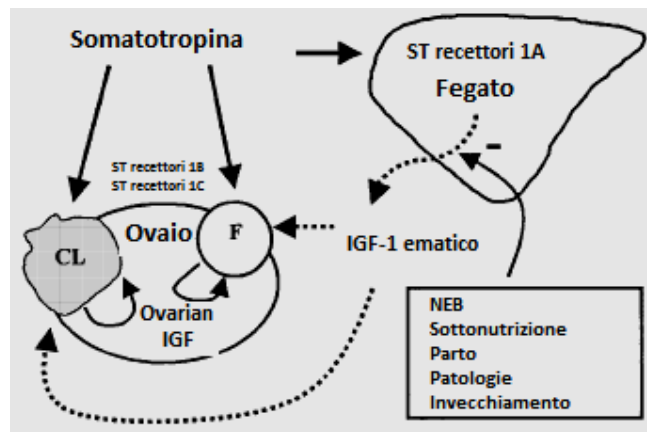 Somatotropina
ST recettori 1A
Fegato
ST recettori 1B
ST recettori 1C
Ovaio
F
CL
IGF-1 ematico
Ovarian
IGF
NEB
Sottonutrizione
Parto
Patologie
Invecchiamento